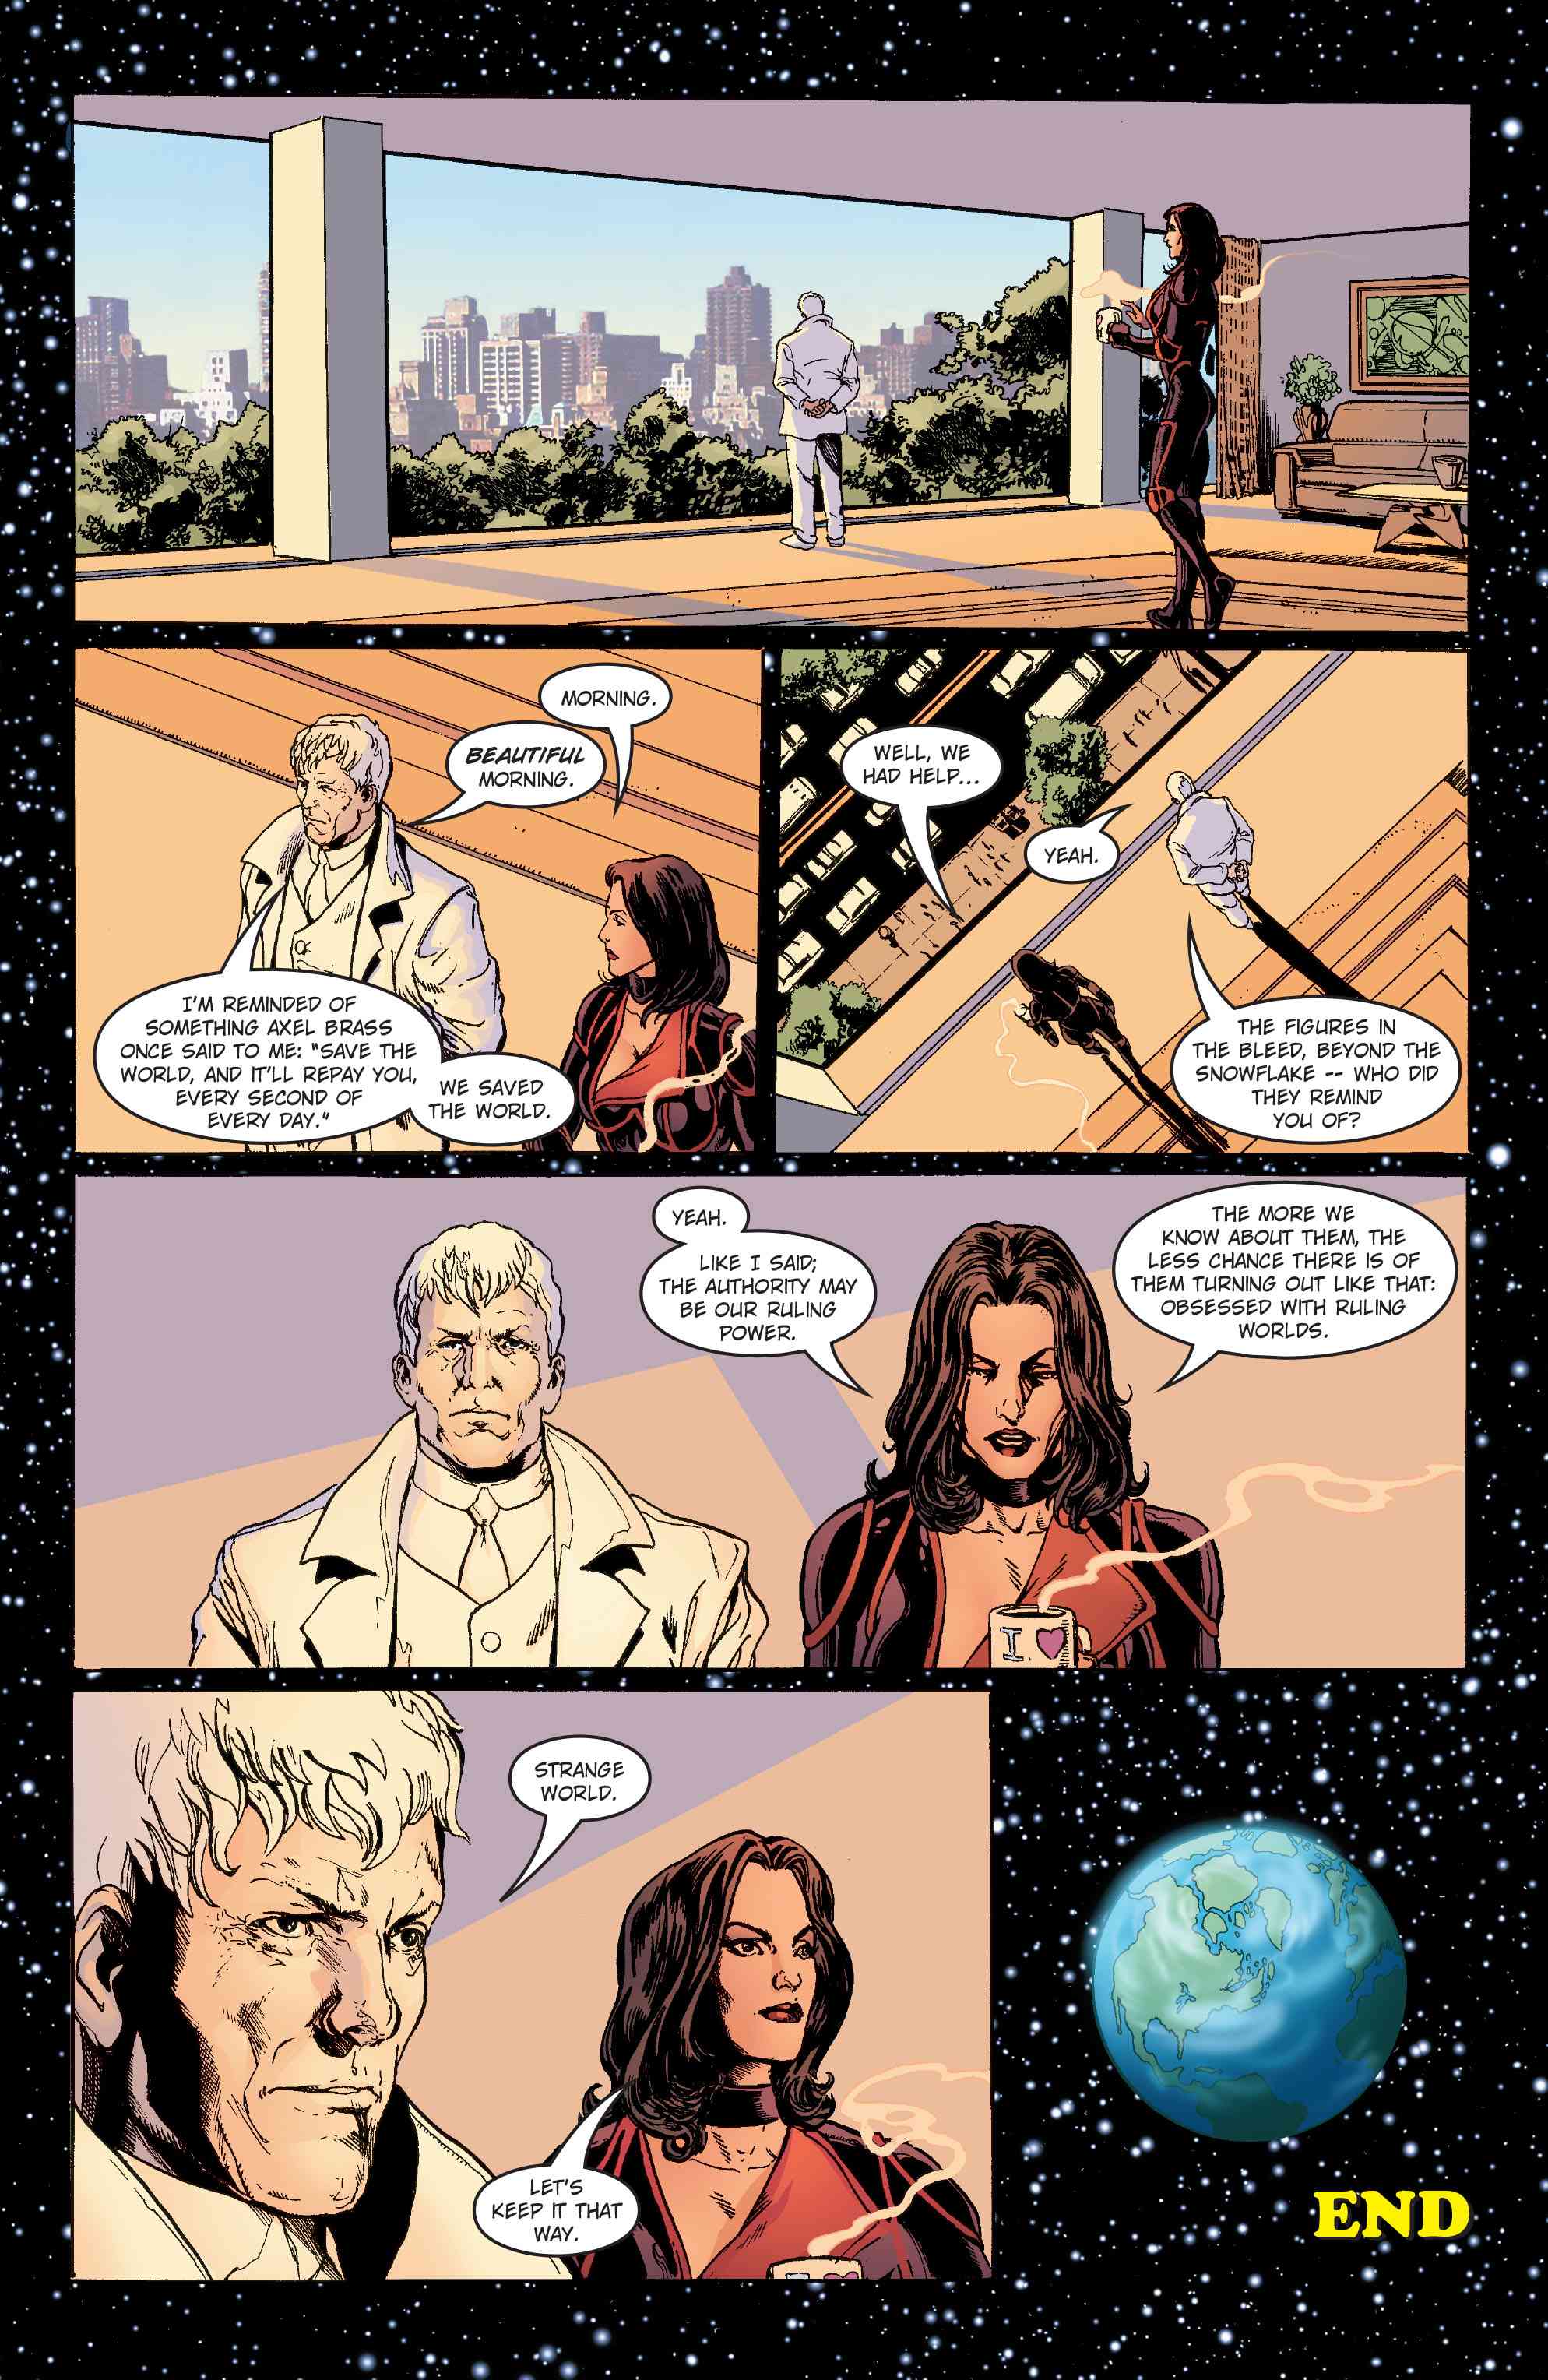 MORNING.
BEAUTIFUL
MORNING.
I'M REMINDED OF
SOMETHING AXEL BRASS
ONCE SAID TO ME: "SAVE THE
WORLD, AND IT'LL REPAY YOU,
EVERY SECOND OF
EVERY DAY."
WE SAVED
THE WORLD.
WELL, WE
HAD HELP...
YEAH.
THE FIGURES IN
THE BLEED, BEYOND THE
SNOWFLAKE -- WHO DID
THEY REMIND
YOU OF?
YEAH.
LIKE I SAID;
THE AUTHORITY MAY
BE OUR RULING
POWER.
THE MORE WE
KNOW ABOUT THEM, THE
LESS CHANCE THERE IS OF
THEM TURNING OUT LIKE THAT:
OBSESSED WITH RULING
WORLDS.
I ♥
STRANGE
WORLD.
LET'S
KEEP IT THAT
WAY.
I ♥
END